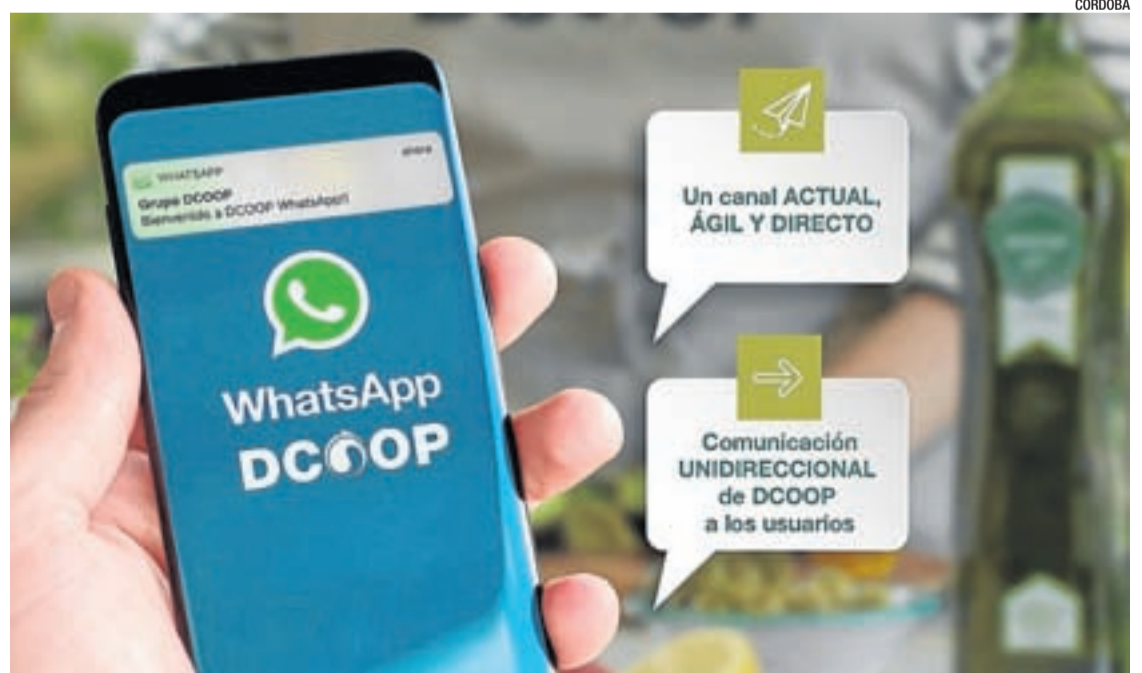 CÓRDOBA
WHATSAPP
ahora
Grupo DCOOP
Bienvenido a DCOOP WhatsApp!!
WhatsApp
DCOOP
Un canal ACTUAL,
ÁGIL Y DIRECTO
Comunicación
UNIDIRECCIONAL
de DCOOP
a los usuarios